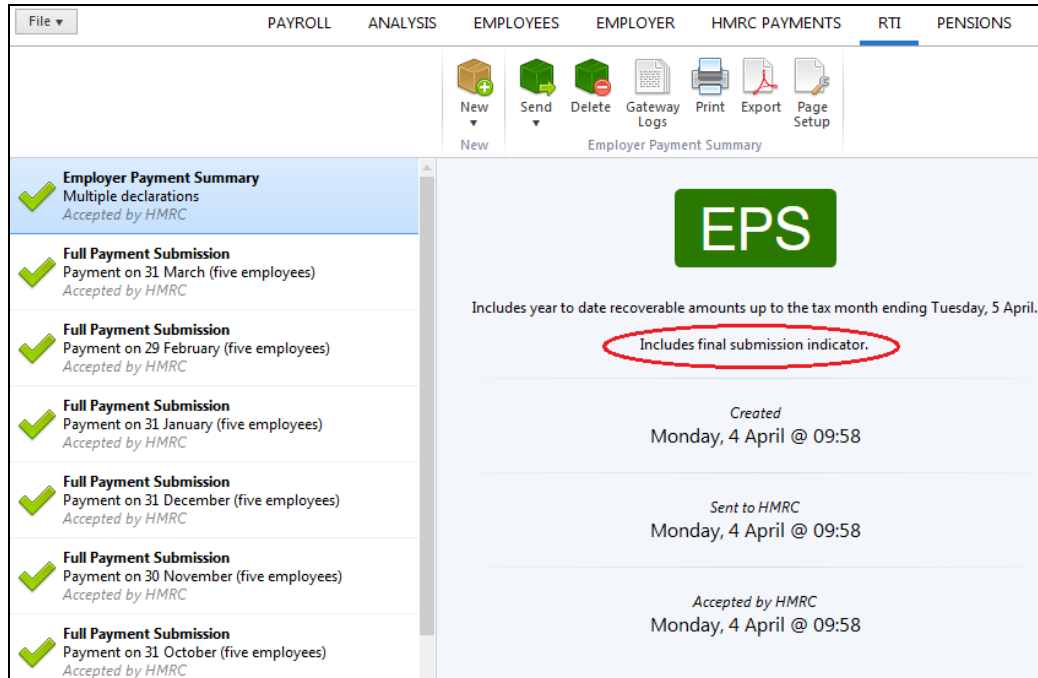 File ▾
PAYROLL ANALYSIS EMPLOYEES EMPLOYER HMRC PAYMENTS RTI PENSIONS
New Send Delete Gateway Logs Print Export Page Setup
New Employer Payment Summary
Employer Payment Summary
Multiple declarations
Accepted by HMRC
Full Payment Submission
Payment on 31 March (five employees)
Accepted by HMRC
Full Payment Submission
Payment on 29 February (five employees)
Accepted by HMRC
Full Payment Submission
Payment on 31 January (five employees)
Accepted by HMRC
Full Payment Submission
Payment on 31 December (five employees)
Accepted by HMRC
Full Payment Submission
Payment on 30 November (five employees)
Accepted by HMRC
Full Payment Submission
Payment on 31 October (five employees)
Accepted by HMRC
EPS
Includes year to date recoverable amounts up to the tax month ending Tuesday, 5 April.
Includes final submission indicator.
Created
Monday, 4 April @ 09:58
Sent to HMRC
Monday, 4 April @ 09:58
Accepted by HMRC
Monday, 4 April @ 09:58